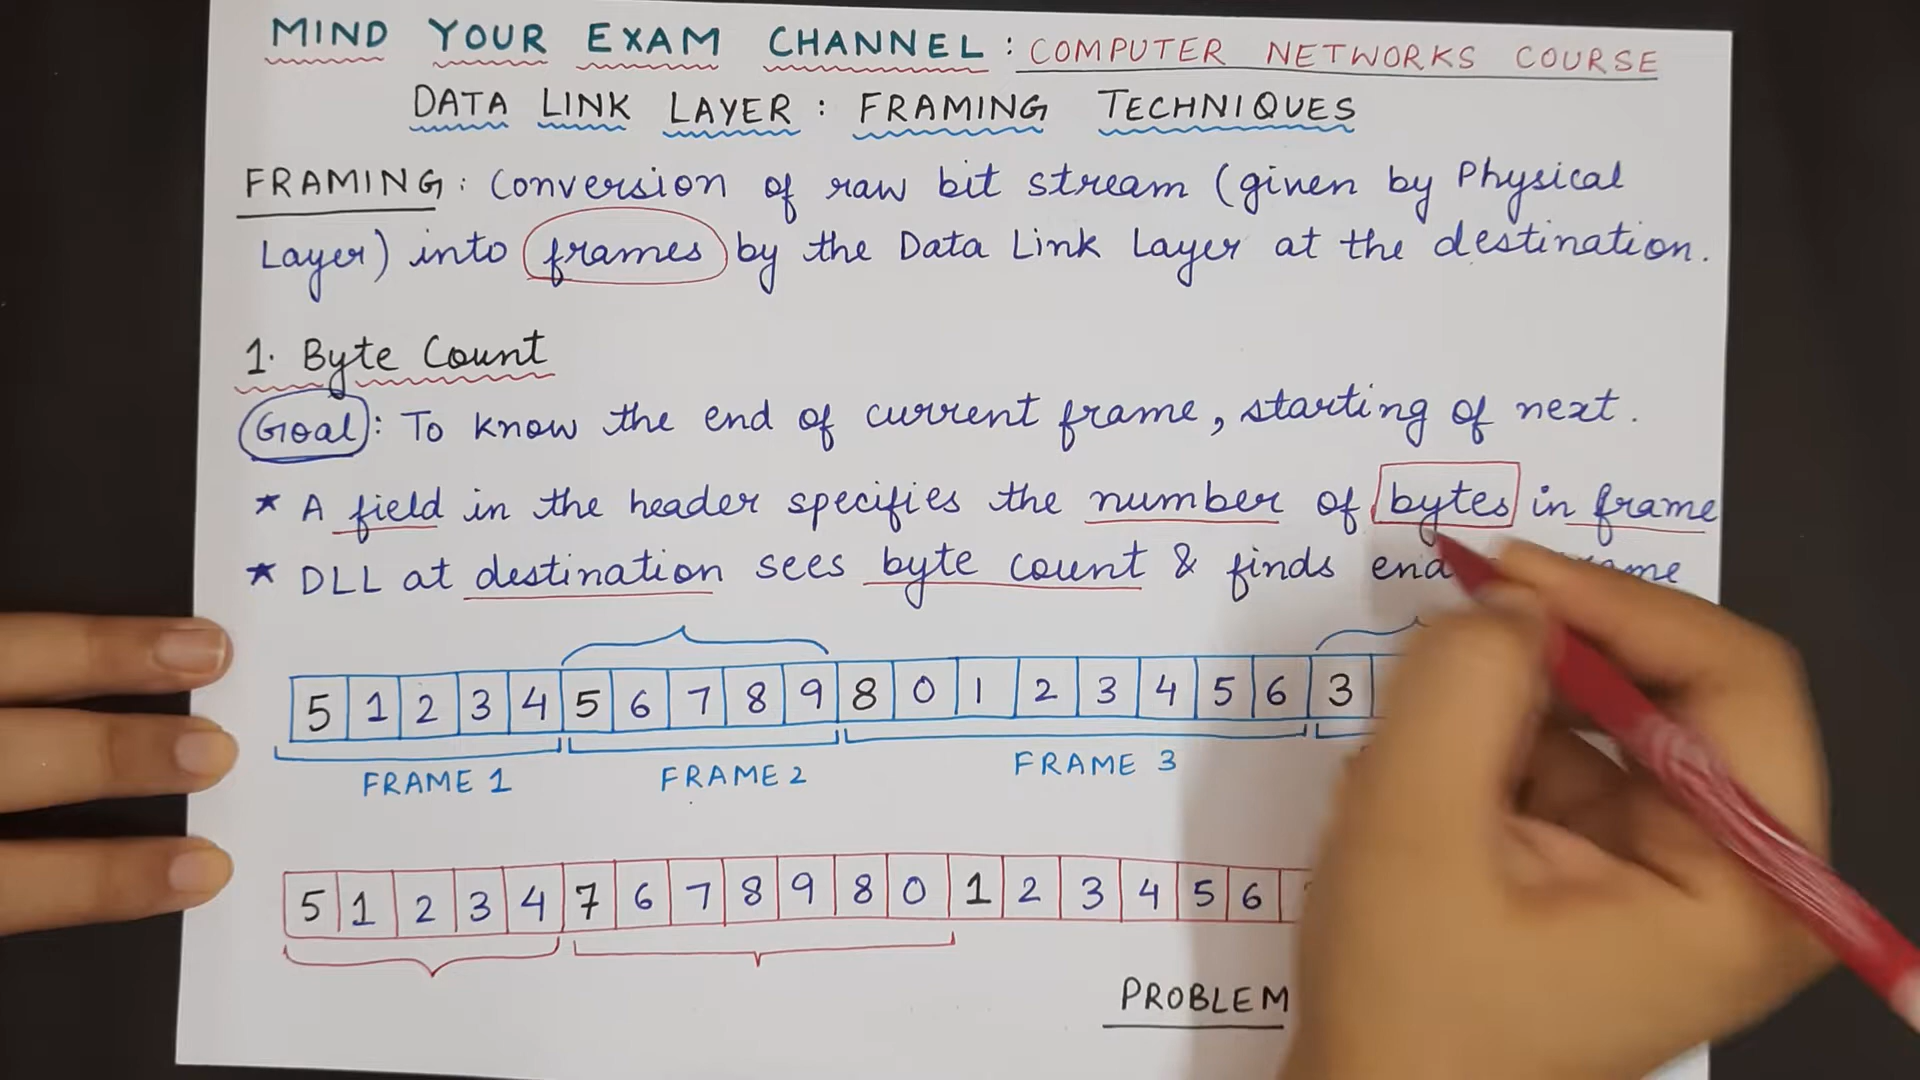 MIND YOUR EXAM CHANNEL : COMPUTER NETWORKS COURSE
DATA LINK LAYER : FRAMING TECHNIQUES
FRAMING : Conversion of raw bit stream (given by Physical
Layer) into frames by the Data Link Layer at the destination.
1. Byte Count
Goal : To know the end of current frame, starting of next.
* A field in the header specifies the number of bytes in frame
* DLL at destination sees byte count & finds end
5 1 2 3 4 5 6 7 8 9 8 0 1 2 3 4 5 6 3
FRAME 1 FRAME 2 FRAME 3
5 1 2 3 4 7 6 7 8 9 8 0 1 2 3 4 5 6
PROBLEM